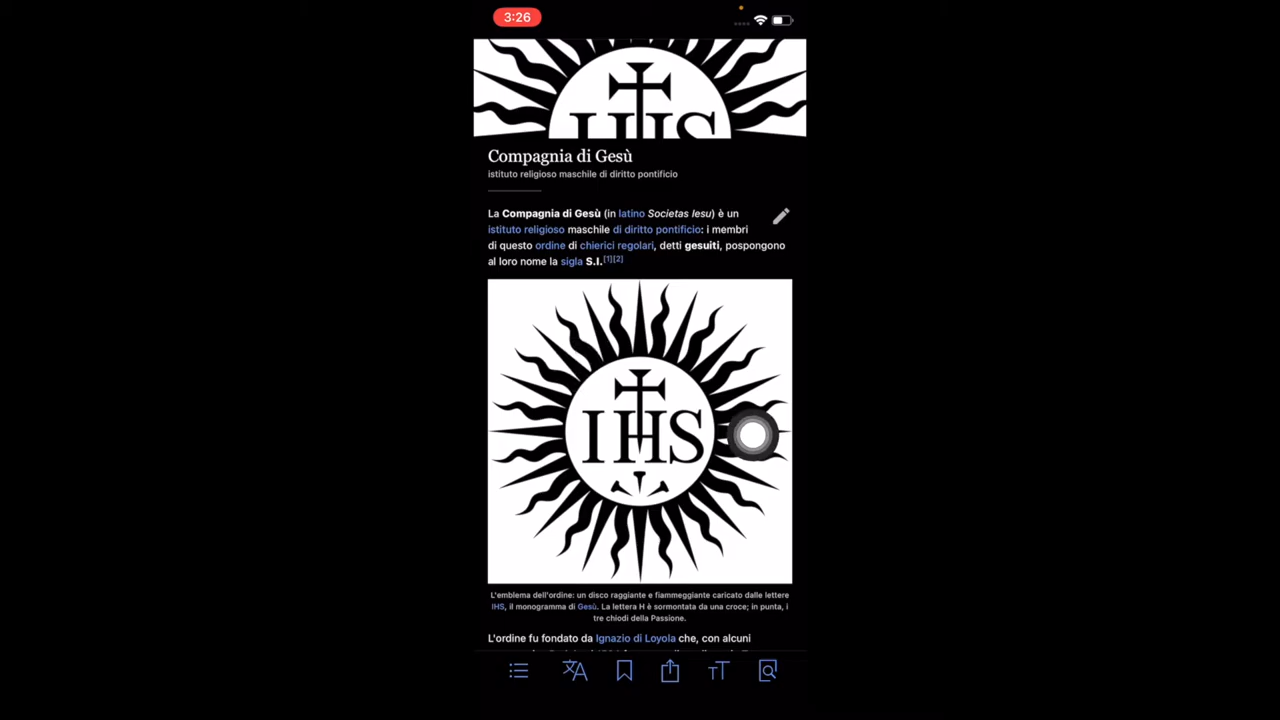 3:26
IHS
Compagnia di Gesù
istituto religioso maschile di diritto pontificio
La Compagnia di Gesù (in latino Societas Iesu) è un
istituto religioso maschile di diritto pontificio: i membri
di questo ordine di chierici regolari, detti gesuiti, pospongono
al loro nome la sigla S.I.[1][2]
IHS
L'emblema dell'ordine: un disco raggiante e fiammeggiante caricato dalle lettere
IHS, il monogramma di Gesù. La lettera H è sormontata da una croce; in punta, i
tre chiodi della Passione.
L'ordine fu fondato da Ignazio di Loyola che, con alcuni